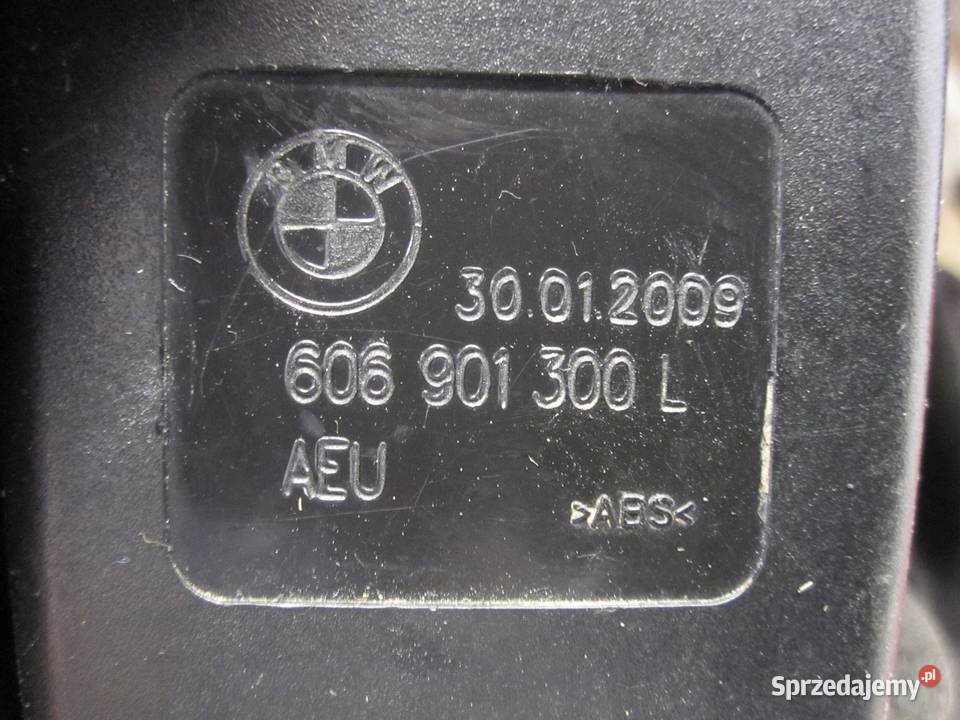 BMW
30.01.2009
606 901 300 L
AEU
>ABS<
Sprzedajemy.pl